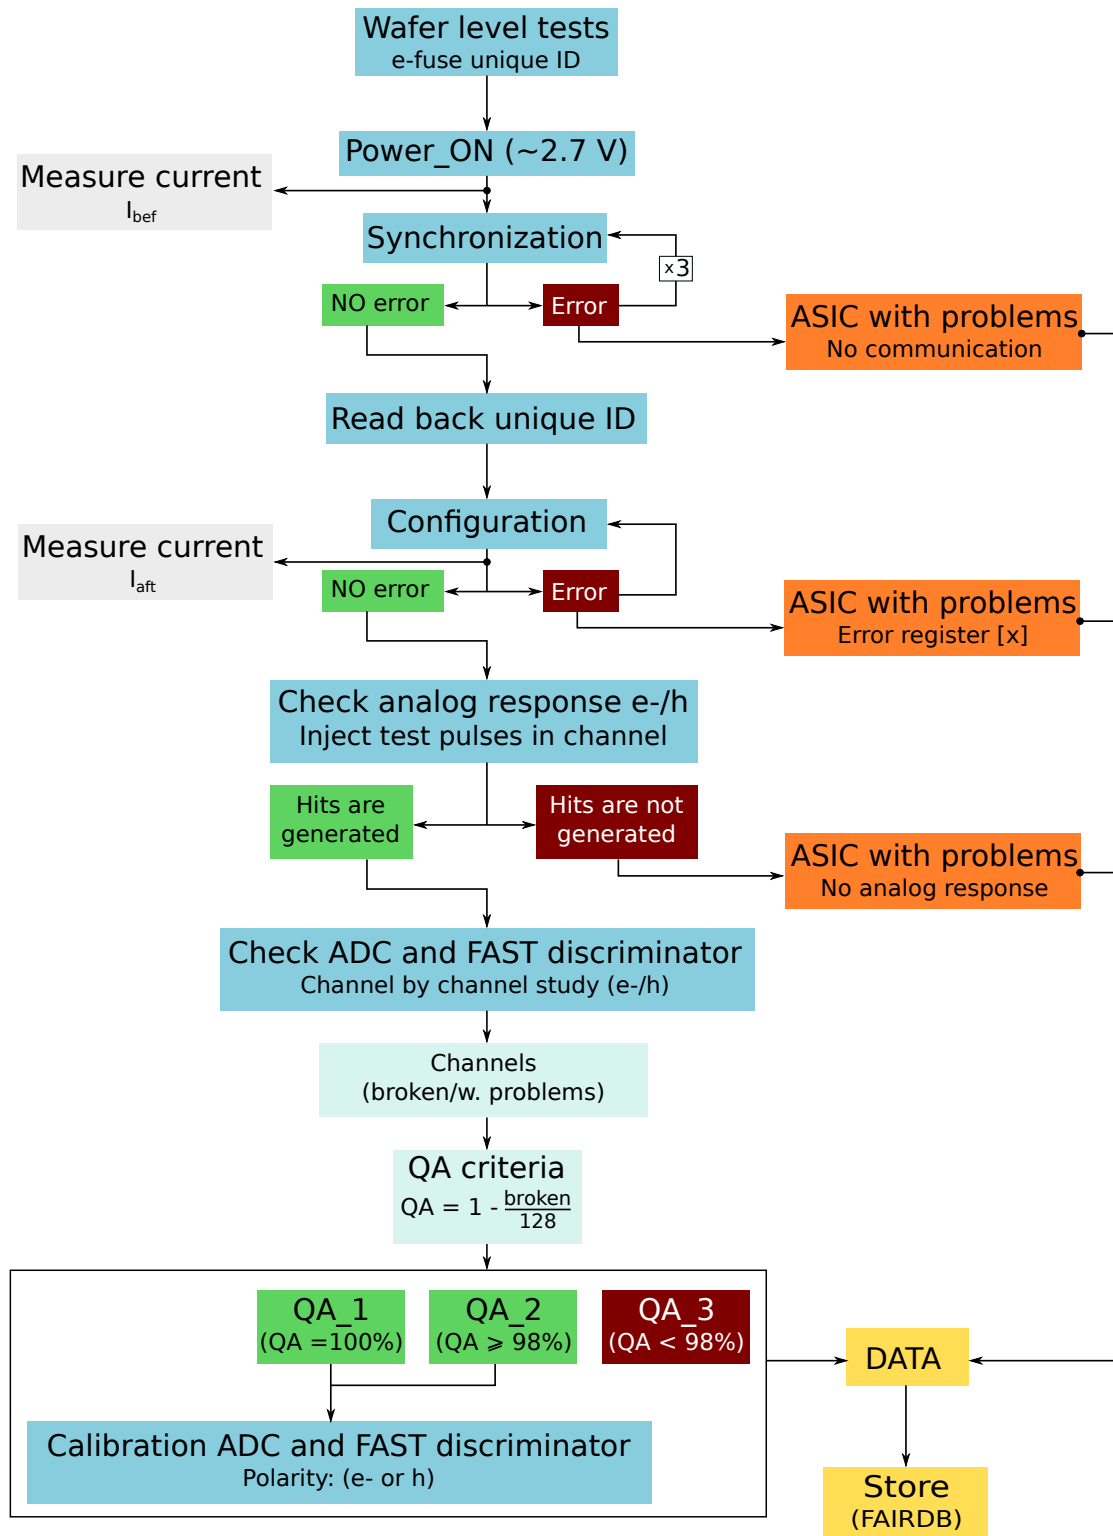 Wafer level tests
e-fuse unique ID
Power_ON (~2.7 V)
Measure current
I_bef
Synchronization
x3
NO error
Error
ASIC with problems
No communication
Read back unique ID
Configuration
Measure current
I_aft
NO error
Error
ASIC with problems
Error register [x]
Check analog response e-/h
Inject test pulses in channel
Hits are
generated
Hits are not
generated
ASIC with problems
No analog response
Check ADC and FAST discriminator
Channel by channel study (e-/h)
Channels
(broken/w. problems)
QA criteria
QA = 1 - broken/128
QA_1
(QA =100%)
QA_2
(QA ⩾ 98%)
QA_3
(QA < 98%)
DATA
Calibration ADC and FAST discriminator
Polarity: (e- or h)
Store
(FAIRDB)